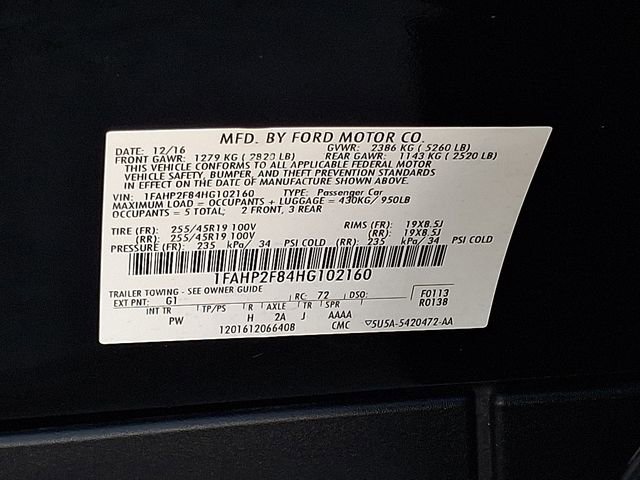 MFD. BY FORD MOTOR CO.
DATE: 12/16 GVWR: 2386 KG ( 5260 LB)
FRONT GAWR: 1279 KG ( 2820 LB) REAR GAWR: 1143 KG ( 2520 LB)
THIS VEHICLE CONFORMS TO ALL APPLICABLE FEDERAL MOTOR
VEHICLE SAFETY, BUMPER, AND THEFT PREVENTION STANDARDS
IN EFFECT ON THE DATE OF MANUFACTURE SHOWN ABOVE.
VIN: 1FAHP2F84HG102160 TYPE: Passenger Car
MAXIMUM LOAD = OCCUPANTS + LUGGAGE = 430KG/ 950LB
OCCUPANTS = 5 TOTAL, 2 FRONT, 3 REAR
TIRE (FR): 255/45R19 100V RIMS (FR): 19X8.5J
(RR): 255/45R19 100V (RR): 19X8.5J
PRESSURE (FR): 235 kPa/ 34 PSI COLD (RR): 235 kPa/ 34 PSI COLD
1FAHP2F84HG102160
TRAILER TOWING - SEE OWNER GUIDE
EXT PNT: G1 RC: 72 DSO: F0113
R0138
INT TR TP/PS R AXLE TR SPR
PW H 2A J AAAA
1201612066408 CMC ▽5U5A-5420472-AA